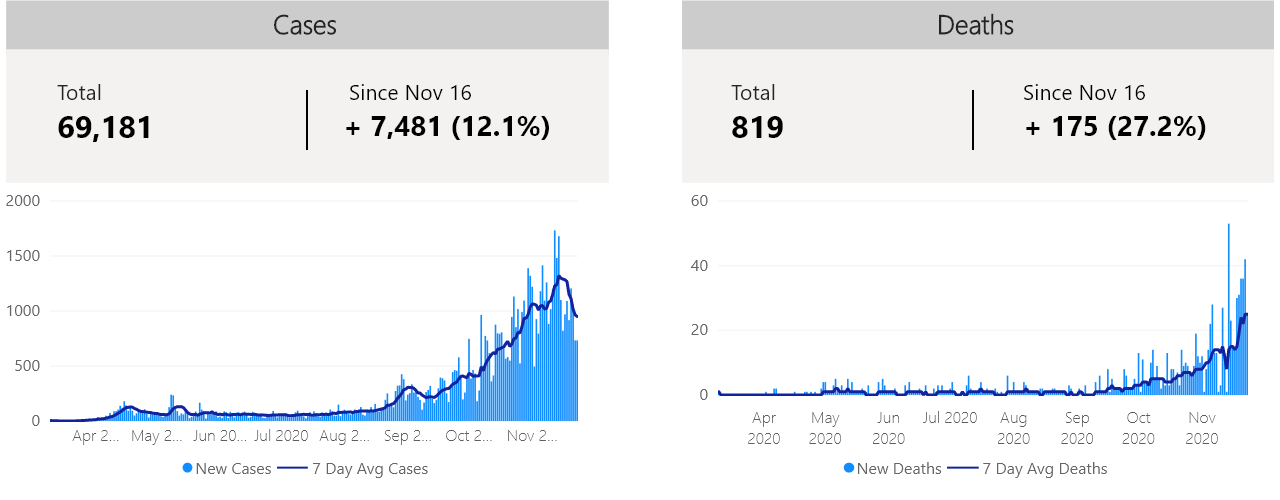 Cases
Total
69,181
Since Nov 16
+ 7,481 (12.1%)
2000
1500
1000
500
0
Apr 2... May 2... Jun 20... Jul 2020 Aug 2... Sep 2... Oct 2... Nov 2...
New Cases 7 Day Avg Cases
Deaths
Total
819
Since Nov 16
+ 175 (27.2%)
60
40
20
0
Apr 2020
May 2020
Jun 2020
Jul 2020
Aug 2020
Sep 2020
Oct 2020
Nov 2020
New Deaths 7 Day Avg Deaths